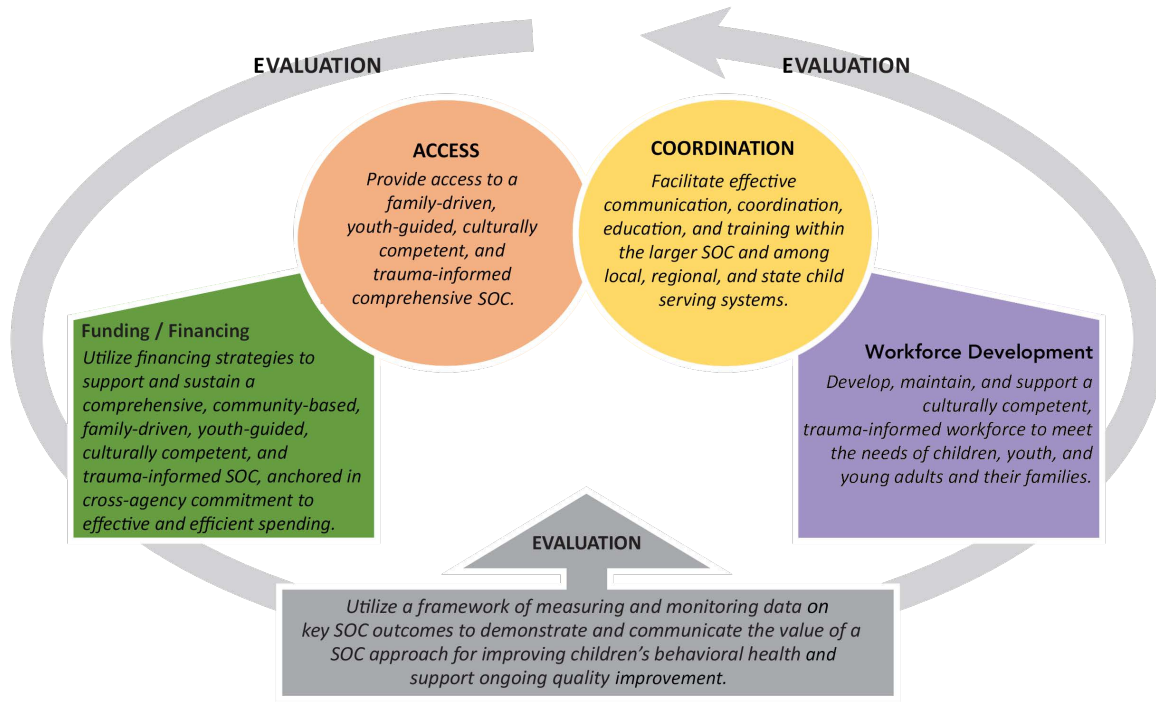 EVALUATION
EVALUATION
ACCESS
Provide access to a
family-driven,
youth-guided, culturally
competent, and
trauma-informed
comprehensive SOC.
COORDINATION
Facilitate effective
communication, coordination,
education, and training within
the larger SOC and among
local, regional, and state child
serving systems.
Funding / Financing
Utilize financing strategies to
support and sustain a
comprehensive, community-based,
family-driven, youth-guided,
culturally competent, and
trauma-informed SOC, anchored in
cross-agency commitment to
effective and efficient spending.
Workforce Development
Develop, maintain, and support a
culturally competent,
trauma-informed workforce to meet
the needs of children, youth, and
young adults and their families.
EVALUATION
Utilize a framework of measuring and monitoring data on
key SOC outcomes to demonstrate and communicate the value of a
SOC approach for improving children’s behavioral health and
support ongoing quality improvement.